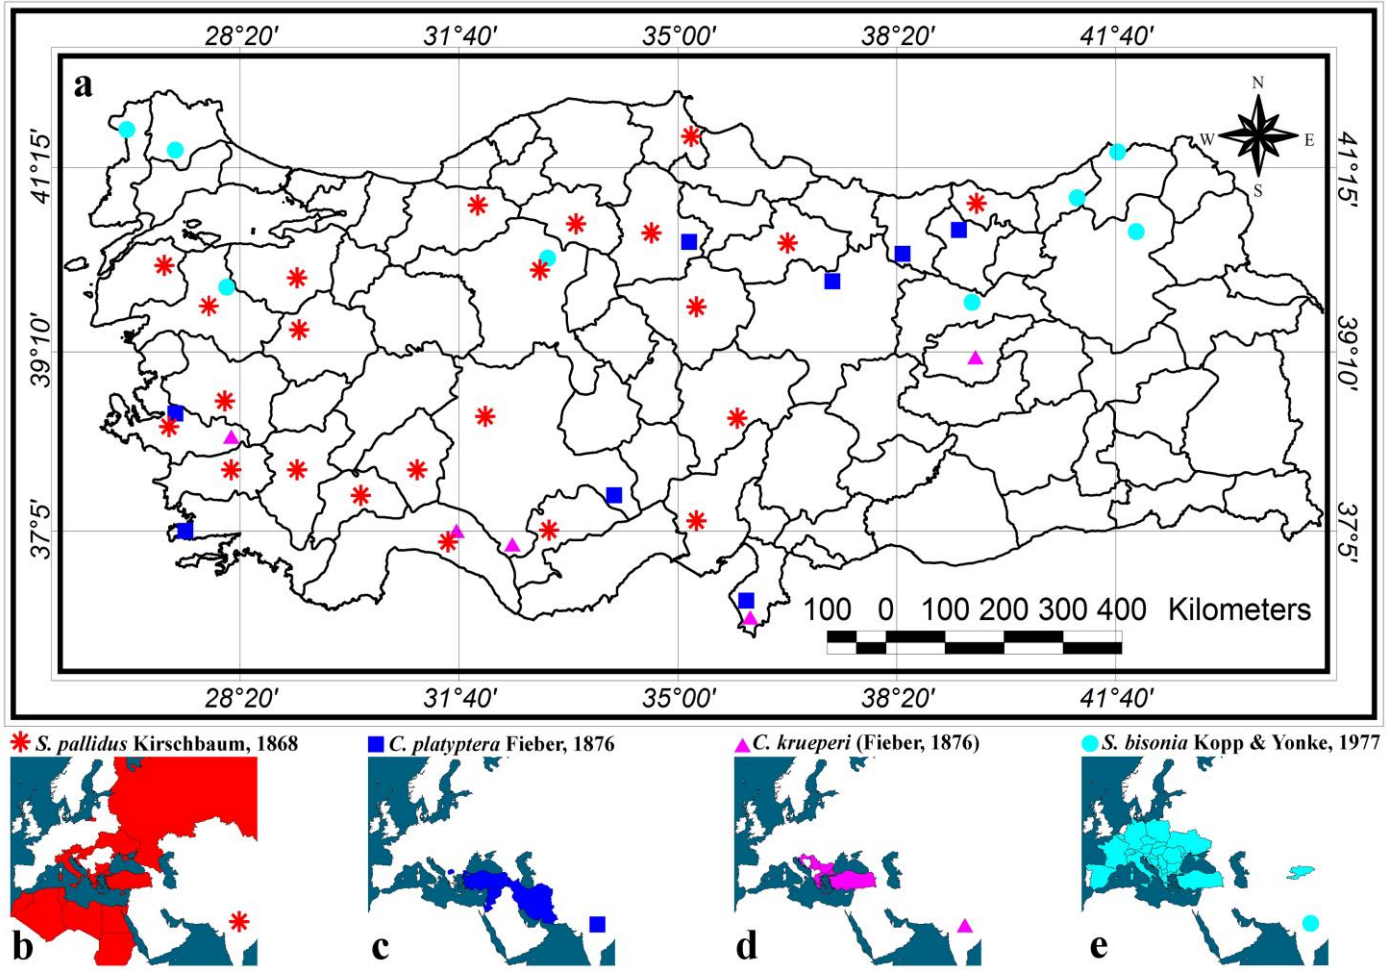 28°20' 31°40' 35°00' 38°20' 41°40'
a
N
W E
S
41°15' 41°15'
39°10' 39°10'
37°5' 37°5'
100 0 100 200 300 400 Kilometers
28°20' 31°40' 35°00' 38°20' 41°40'
S. pallidus Kirschbaum, 1868 C. platyptera Fieber, 1876 C. krueperi (Fieber, 1876) S. bisonia Kopp & Yonke, 1977
b c d e